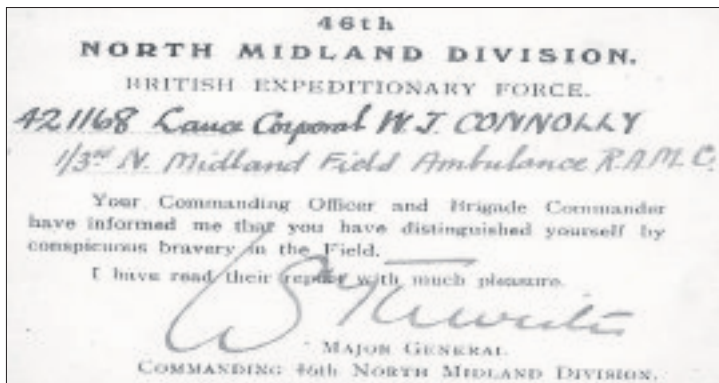 46th
NORTH MIDLAND DIVISION.
BRITISH EXPEDITIONARY FORCE.
421168 Lance Corporal W.J. CONNOLLY
1/3rd N. Midland Field Ambulance R.A.M.C.
Your Commanding Officer and Brigade Commander
have informed me that you have distinguished yourself by
conspicuous bravery in the Field.
I have read their report with much pleasure.
MAJOR GENERAL
COMMANDING 46th NORTH MIDLAND DIVISION.